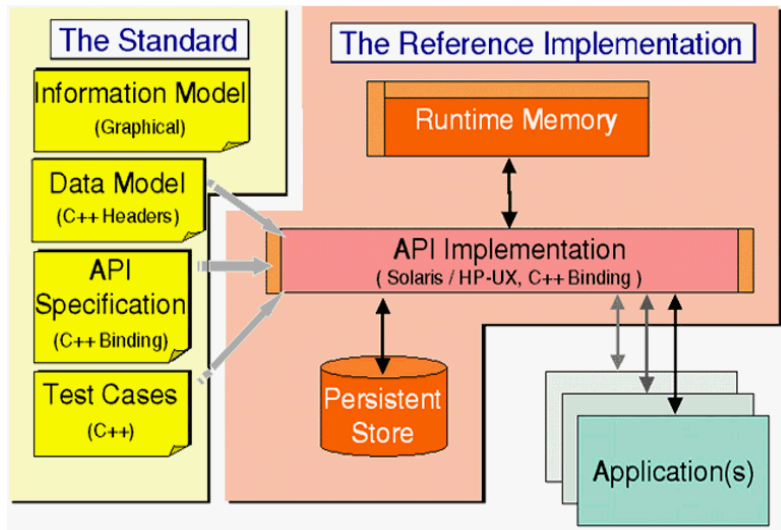 The Standard
Information Model
(Graphical)
Data Model
(C++ Headers)
API
Specification
(C++ Binding)
Test Cases
(C++)
The Reference Implementation
Runtime Memory
API Implementation
( Solaris / HP-UX, C++ Binding )
Persistent
Store
Application(s)